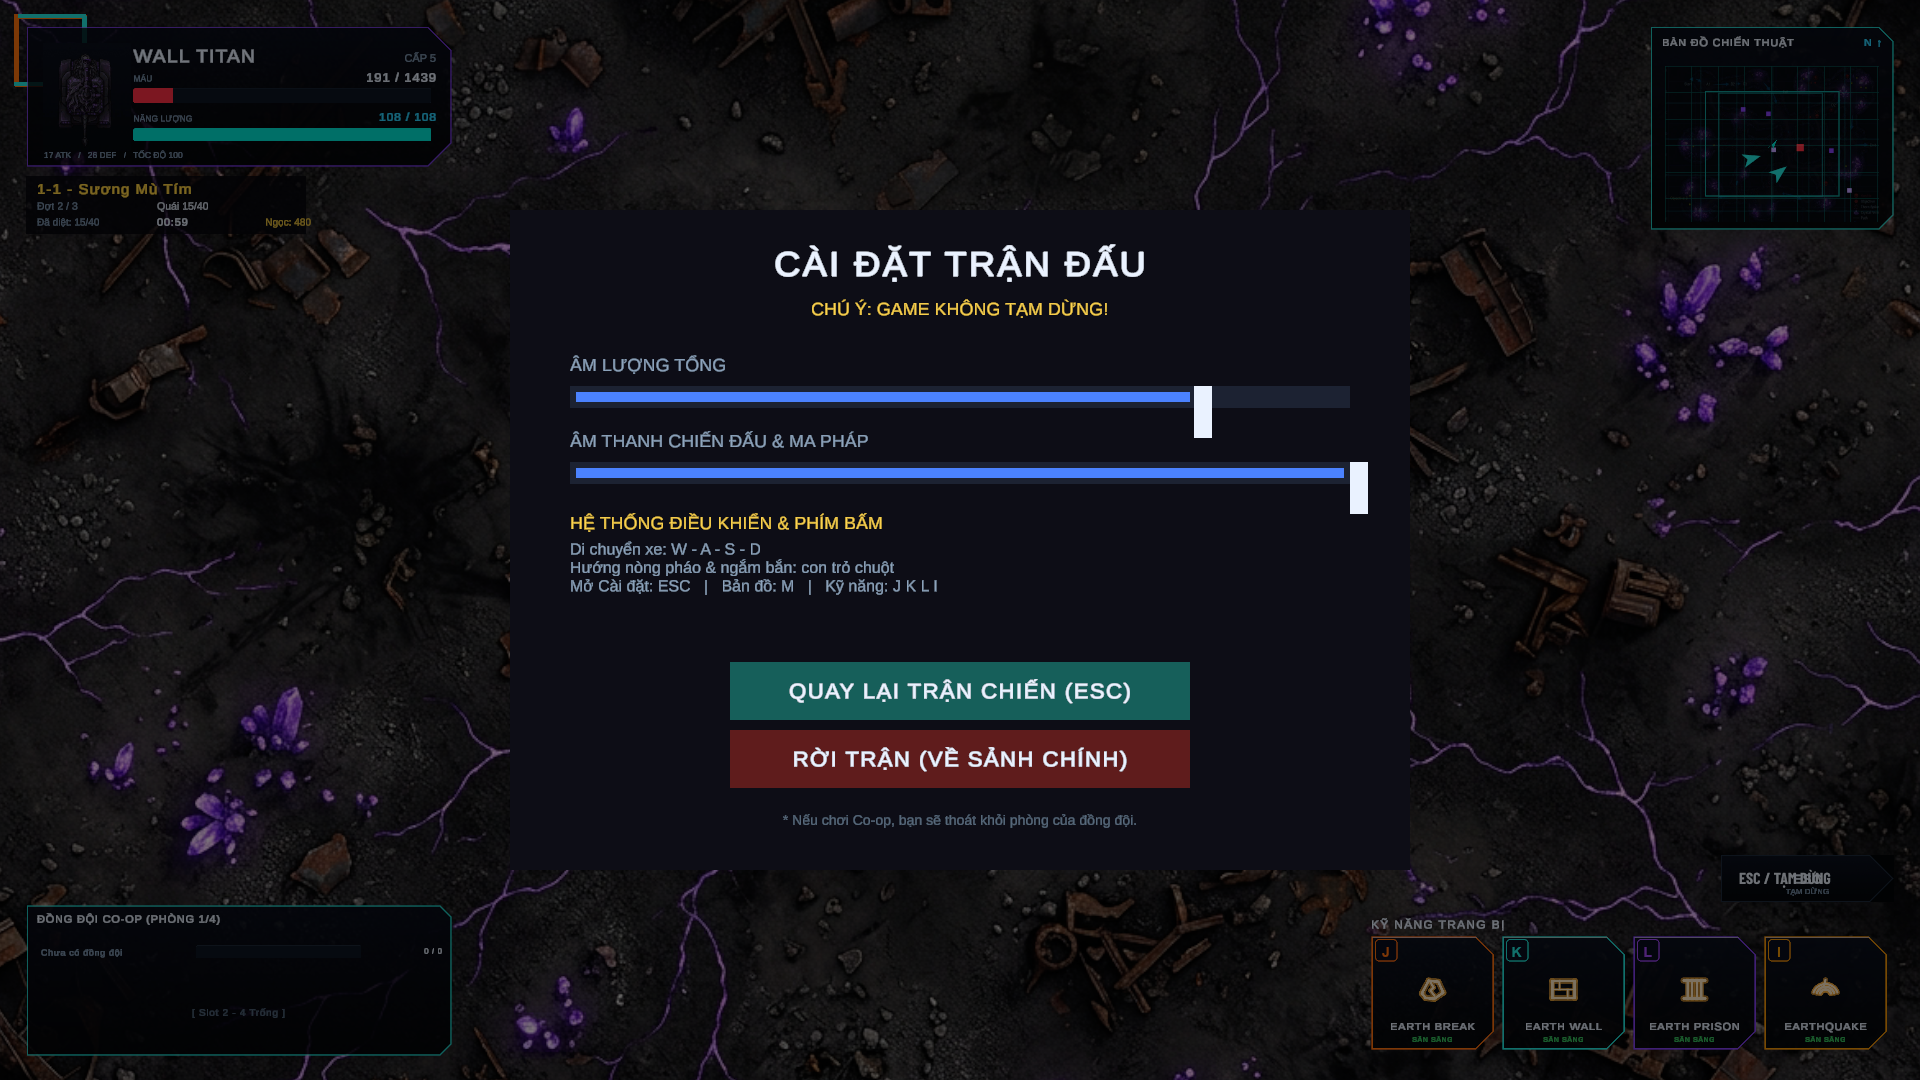 WALL TITAN
CẤP 5
MÁU
191 / 1439
NĂNG LƯỢNG
108 / 108
17 ATK / 26 DEF / TỐC ĐỘ 100
1-1 - Sương Mù Tím
Đợt 2 / 3
Quái 15/40
Đã diệt: 15/40
00:59
Ngọc: 480
BẢN ĐỒ CHIẾN THUẬT
N ↑
CÀI ĐẶT TRẬN ĐẤU
CHÚ Ý: GAME KHÔNG TẠM DỪNG!
ÂM LƯỢNG TỔNG
ÂM THANH CHIẾN ĐẤU & MA PHÁP
HỆ THỐNG ĐIỀU KHIỂN & PHÍM BẤM
Di chuyển xe: W - A - S - D
Hướng nòng pháo & ngắm bắn: con trỏ chuột
Mở Cài đặt: ESC | Bản đồ: M | Kỹ năng: J K L I
QUAY LẠI TRẬN CHIẾN (ESC)
RỜI TRẬN (VỀ SẢNH CHÍNH)
* Nếu chơi Co-op, bạn sẽ thoát khỏi phòng của đồng đội.
ĐỒNG ĐỘI CO-OP (PHÒNG 1/4)
Chưa có đồng đội
0 / 0
[ Slot 2 - 4 Trống ]
ESC / TẠM DỪNG
TẠM DỪNG
KỸ NĂNG TRANG BỊ
J
EARTH BREAK
SẴN SÀNG
K
EARTH WALL
SẴN SÀNG
L
EARTH PRISON
SẴN SÀNG
I
EARTHQUAKE
SẴN SÀNG